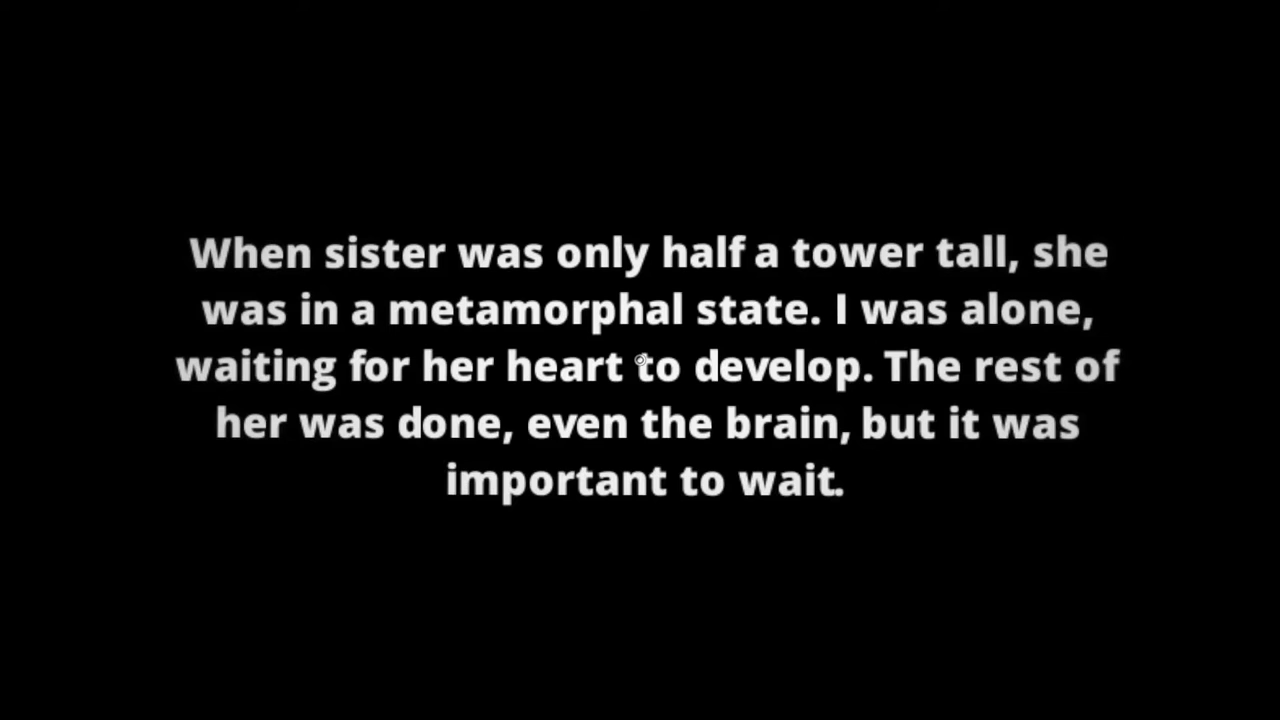 When sister was only half a tower tall, she
was in a metamorphal state. I was alone,
waiting for her heart to develop. The rest of
her was done, even the brain, but it was
important to wait.